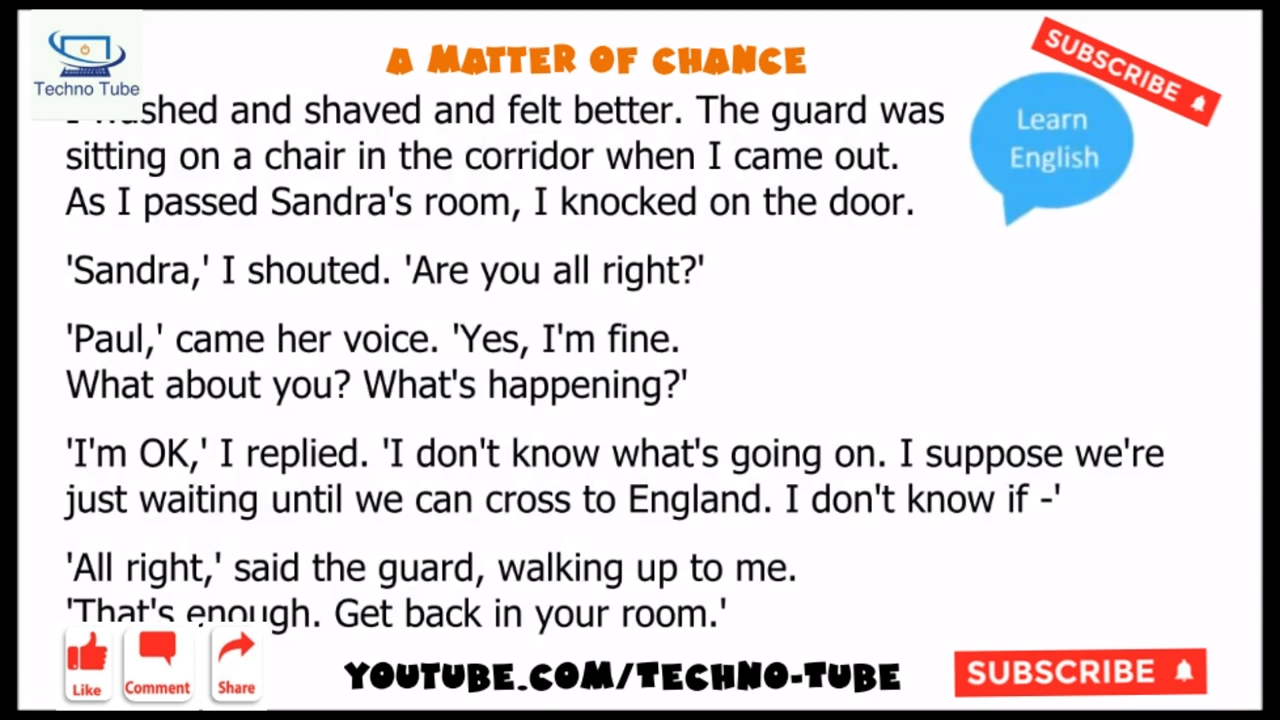 Techno Tube
A MATTER OF CHANCE
SUBSCRIBE
Learn
English
I washed and shaved and felt better. The guard was
sitting on a chair in the corridor when I came out.
As I passed Sandra's room, I knocked on the door.
'Sandra,' I shouted. 'Are you all right?'
'Paul,' came her voice. 'Yes, I'm fine.
What about you? What's happening?'
'I'm OK,' I replied. 'I don't know what's going on. I suppose we're
just waiting until we can cross to England. I don't know if -'
'All right,' said the guard, walking up to me.
'That's enough. Get back in your room.'
Like
Comment
Share
YOUTUBE.COM/TECHNO-TUBE
SUBSCRIBE